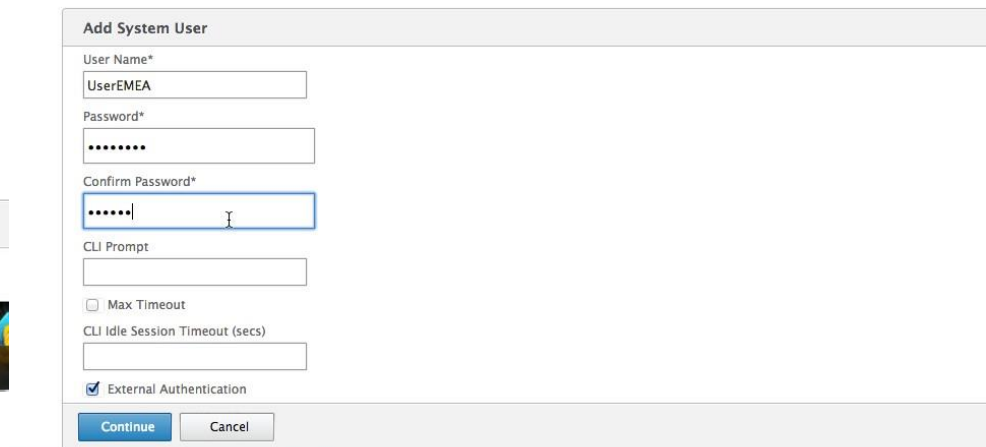 Add System User
User Name*
UserEMEA
Password*
••••••••
Confirm Password*
••••••
CLI Prompt
Max Timeout
CLI Idle Session Timeout (secs)
External Authentication
Continue Cancel